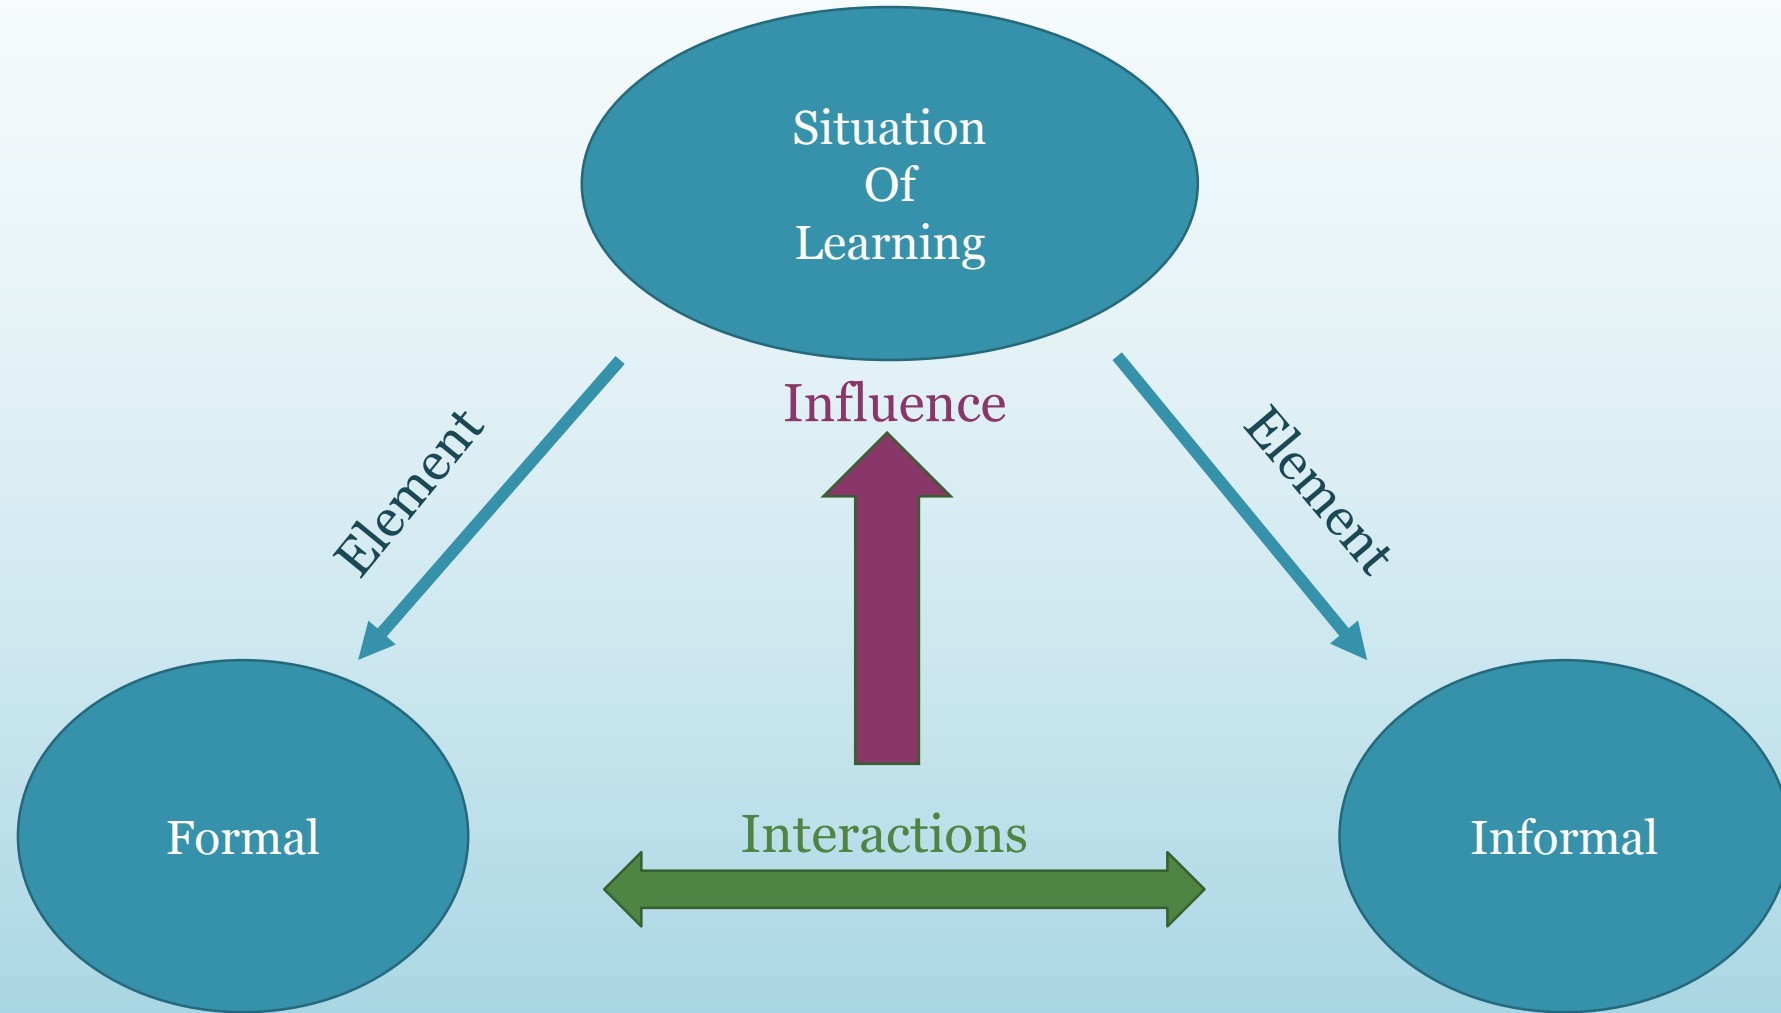 Situation
Of
Learning
Influence
Element
Element
Formal
Interactions
Informal